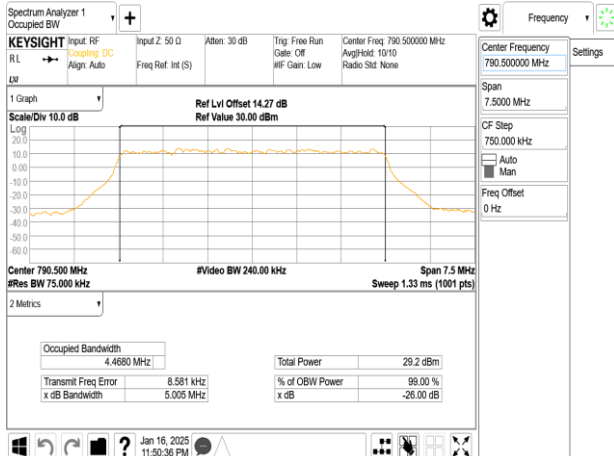 Spectrum Analyzer 1
Occupied BW
+
Frequency
KEYSIGHT
RL
LXI
Input: RF
Coupling: DC
Align: Auto
Input Z: 50 Ω
Freq Ref: Int (S)
Atten: 30 dB
Trig: Free Run
Gate: Off
#IF Gain: Low
Center Freq: 790.500000 MHz
Avg|Hold: 10/10
Radio Std: None
Center Frequency
790.500000 MHz
Settings
Span
7.5000 MHz
CF Step
750.000 kHz
Auto
Man
Freq Offset
0 Hz
1 Graph
Scale/Div 10.0 dB
Ref Lvl Offset 14.27 dB
Ref Value 30.00 dBm
Log
20.0
10.0
0.00
-10.0
-20.0
-30.0
-40.0
-50.0
-60.0
Center 790.500 MHz
#Video BW 240.00 kHz
Span 7.5 MHz
#Res BW 75.000 kHz
Sweep 1.33 ms (1001 pts)
2 Metrics
Occupied Bandwidth
4.4680 MHz
Total Power 29.2 dBm
Transmit Freq Error 8.581 kHz
% of OBW Power 99.00 %
x dB Bandwidth 5.005 MHz
x dB -26.00 dB
?
Jan 16, 2025
11:50:36 PM